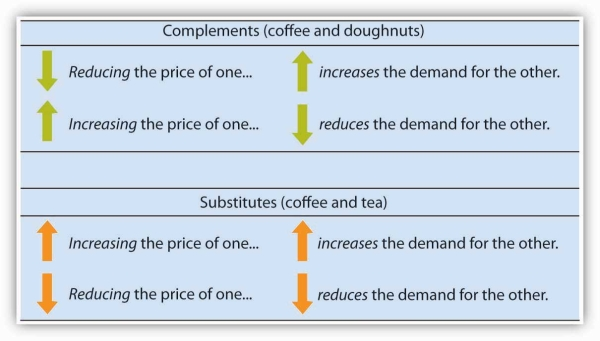 Complements (coffee and doughnuts)
Reducing the price of one... increases the demand for the other.
Increasing the price of one... reduces the demand for the other.
Substitutes (coffee and tea)
Increasing the price of one... increases the demand for the other.
Reducing the price of one... reduces the demand for the other.